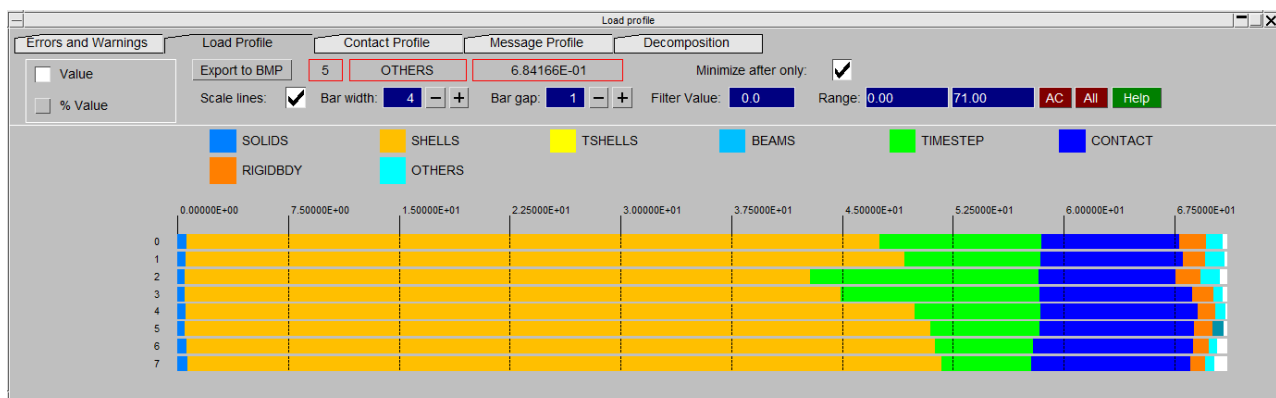 Load profile
Errors and Warnings Load Profile Contact Profile Message Profile Decomposition
Value Export to BMP 5 OTHERS 6.84166E-01 Minimize after only:
% Value Scale lines: Bar width: 4 Bar gap: 1 Filter Value: 0.0 Range: 0.00 71.00 AC All Help
SOLIDS SHELLS TSHELLS BEAMS TIMESTEP CONTACT
RIGIDBDY OTHERS
0.00000E+00 7.50000E+00 1.50000E+01 2.25000E+01 3.00000E+01 3.75000E+01 4.50000E+01 5.25000E+01 6.00000E+01 6.75000E+01
0
1
2
3
4
5
6
7